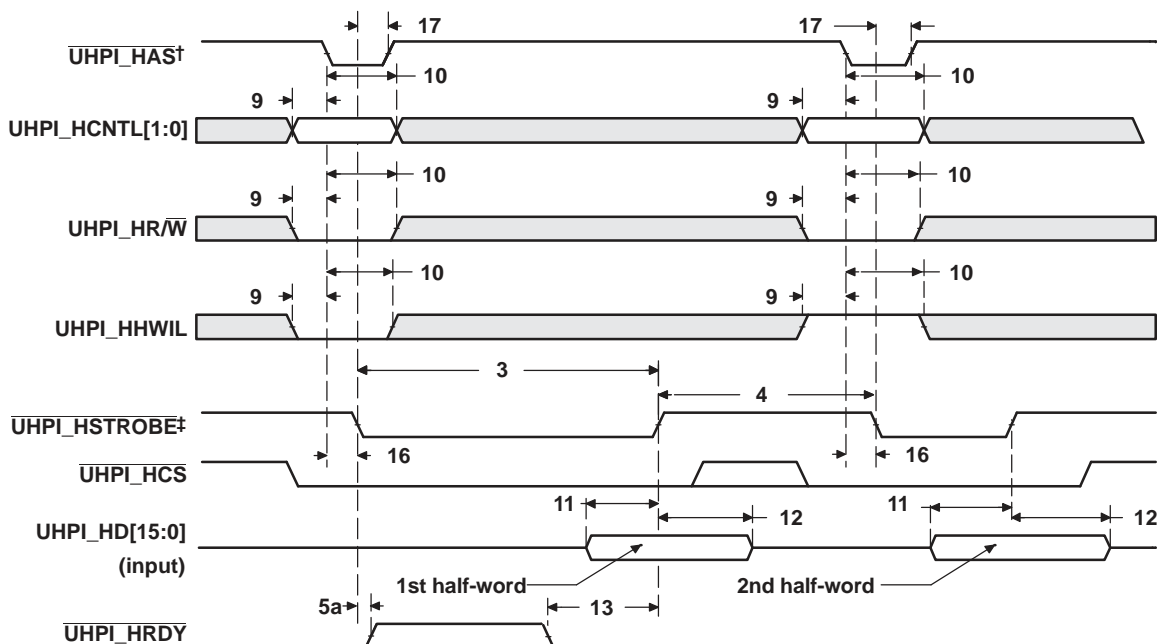 17 17
UHPI_HAS†
10 10
9 9
UHPI_HCNTL[1:0]
10 10
9 9
UHPI_HR/W
10 10
9 9
UHPI_HHWIL
3
4
UHPI_HSTROBE‡
16 16
UHPI_HCS
11 11
12 12
UHPI_HD[15:0]
(input)
1st half-word 2nd half-word
5a 13
UHPI_HRDY